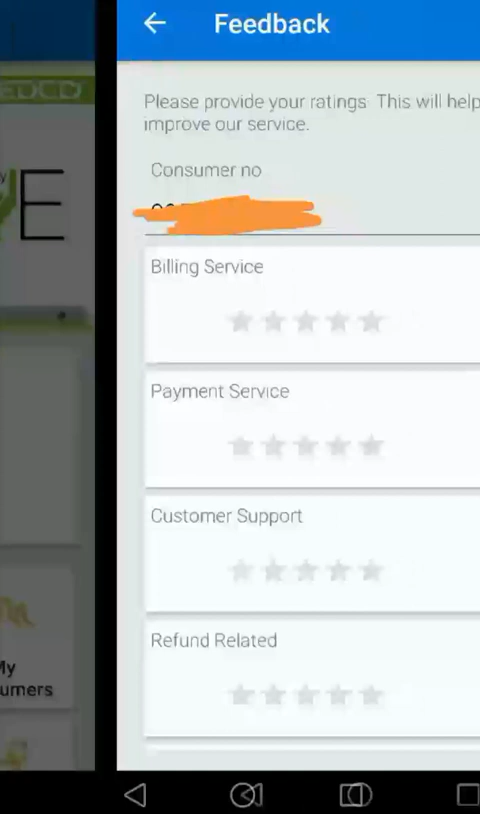 Feedback
EDCO
Please provide your ratings. This will help
improve our service.
Consumer no
Billing Service
Payment Service
Customer Support
Refund Related
My
umers